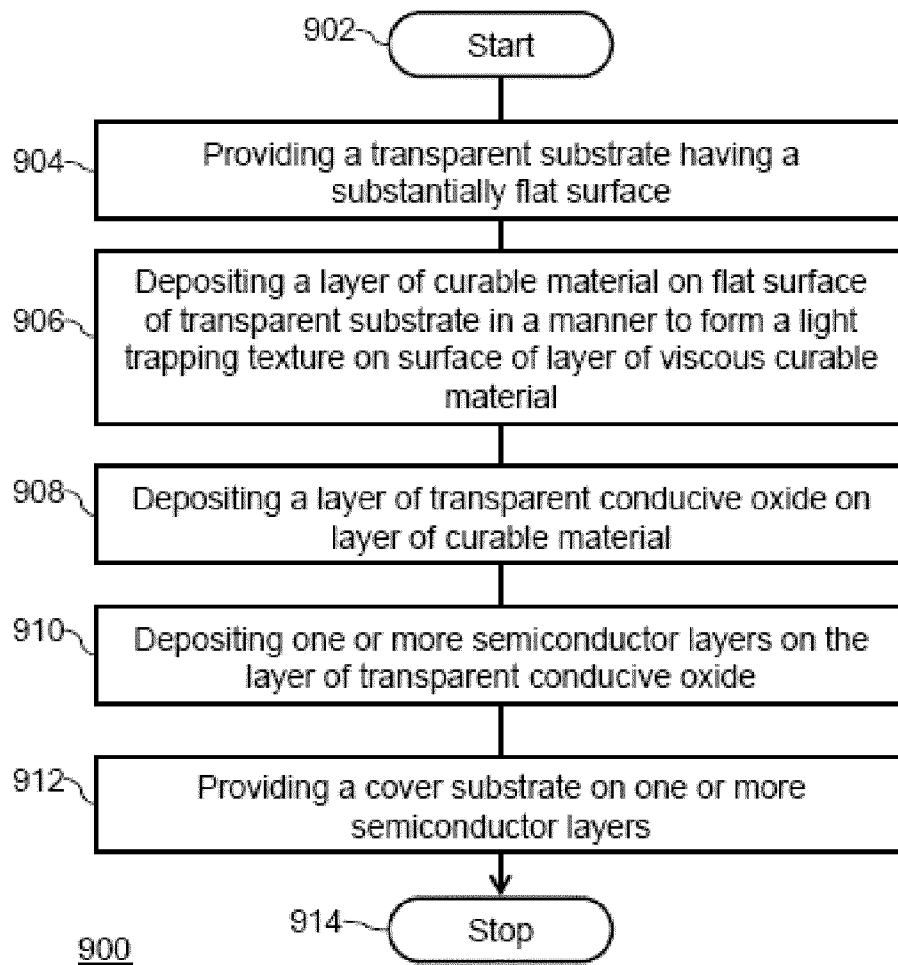 902
Start
904
Providing a transparent substrate having a
substantially flat surface
906
Depositing a layer of curable material on flat surface
of transparent substrate in a manner to form a light
trapping texture on surface of layer of viscous curable
material
908
Depositing a layer of transparent conducive oxide on
layer of curable material
910
Depositing one or more semiconductor layers on the
layer of transparent conducive oxide
912
Providing a cover substrate on one or more
semiconductor layers
914
Stop
900